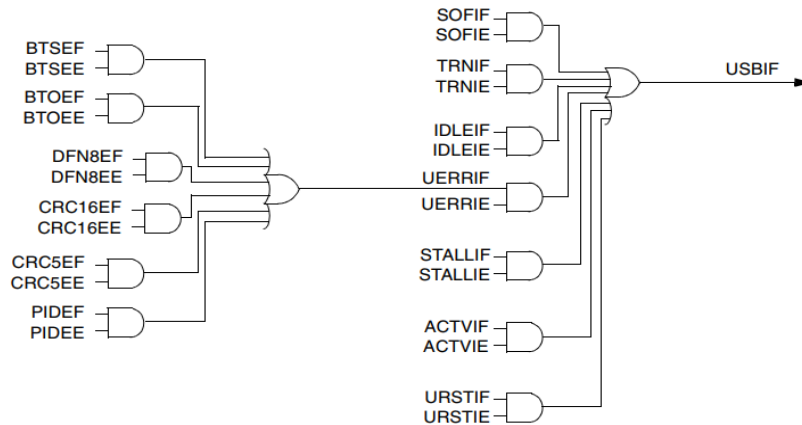 BTSEF
BTSEE
BTOEF
BTOEE
DFN8EF
DFN8EE
CRC16EF
CRC16EE
CRC5EF
CRC5EE
PIDEF
PIDEE
SOFIF
SOFIE
TRNIF
TRNIE
IDLEIF
IDLEIE
UERRIF
UERRIE
STALLIF
STALLIE
ACTVIF
ACTVIE
URSTIF
URSTIE
USBIF